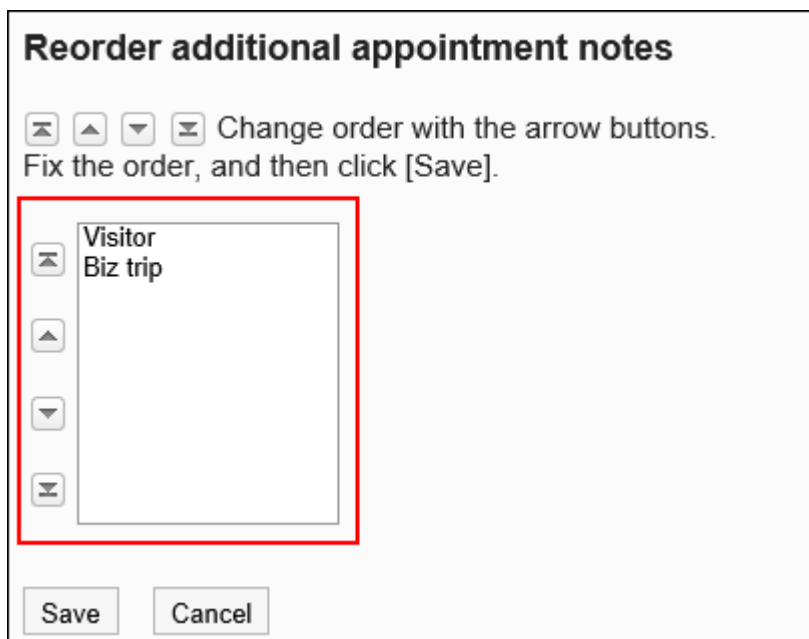 Reorder additional appointment notes
Change order with the arrow buttons.
Fix the order, and then click [Save].
Visitor
Biz trip
Save
Cancel